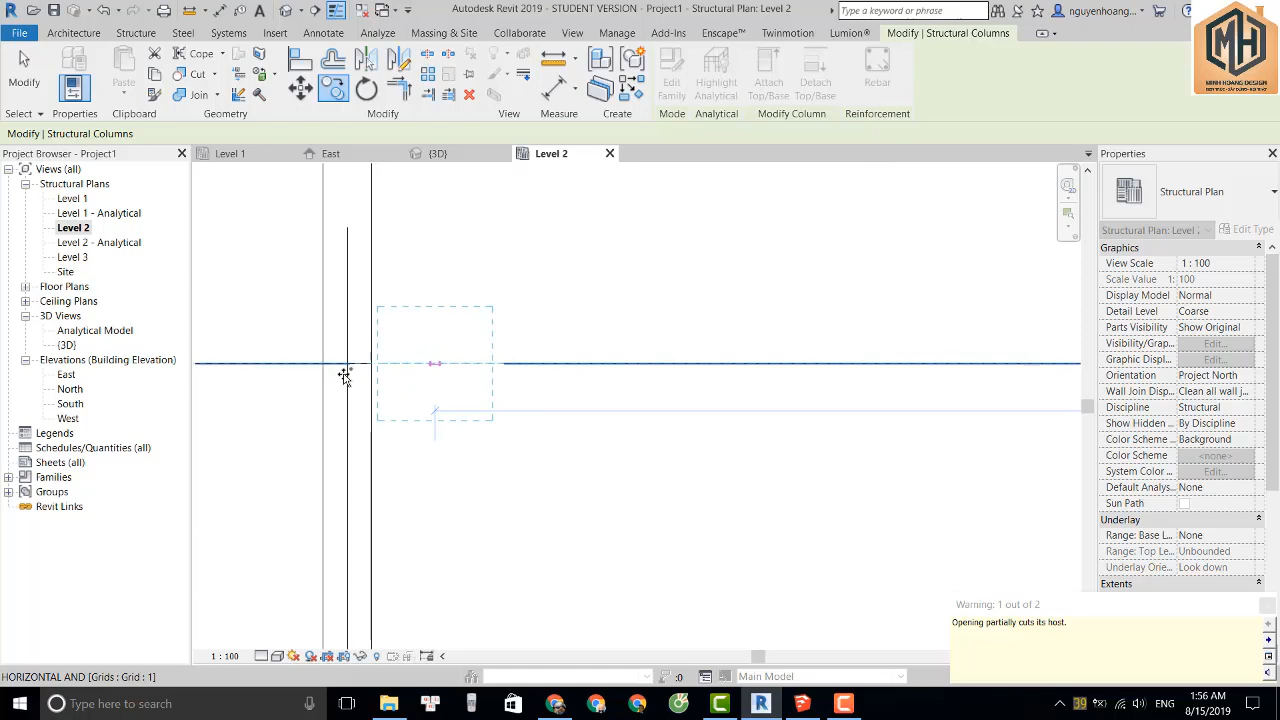 Autodesk Revit 2019 - STUDENT VERSION - Project1 - Structural Plan: Level 2
Type a keyword or phrase
nguyenhoang...
File Architecture Structure Steel Systems Insert Annotate Analyze Massing & Site Collaborate View Manage Add-Ins Enscape™ Twinmotion Lumion® Modify | Structural Columns
MINH HOANG DESIGN
Modify
Paste
Cope
Cut
Join
Edit Family
Highlight Analytical
Attach Top/Base
Detach Top/Base
Rebar
Select Properties Clipboard Geometry Modify View Measure Create Mode Analytical Modify Column Reinforcement
Modify | Structural Columns
Project Browser - Project1
Level 1
East
{3D}
Level 2
Properties
Views (all)
Structural Plans
Level 1
Level 1 - Analytical
Level 2
Level 2 - Analytical
Level 3
Site
Floor Plans
Ceiling Plans
3D Views
Analytical Model
{3D}
Elevations (Building Elevation)
East
North
South
West
Legends
Schedules/Quantities (all)
Sheets (all)
Families
Groups
Revit Links
Structural Plan
Structural Plan: Level 2
Edit Type
Graphics
View Scale 1 : 100
Scale Value 1: 100
Display Model Normal
Detail Level Coarse
Parts Visibility Show Original
Visibility/Grap... Edit...
Graphic Displ... Edit...
Orientation Project North
Wall Join Disp... Clean all wall j...
Discipline Structural
Show Hidden ... By Discipline
Color Scheme ... Background
Color Scheme <none>
System Color ... Edit...
Default Analys... None
Sun Path
Underlay
Range: Base L... None
Range: Top Le... Unbounded
Underlay Orie... Look down
Extents
Warning: 1 out of 2
Opening partially cuts its host.
1 : 100
HORIZONTAL AND [Grids : Grid : 1]
:0
Main Model
Type here to search
39
1:56 AM
8/15/2019